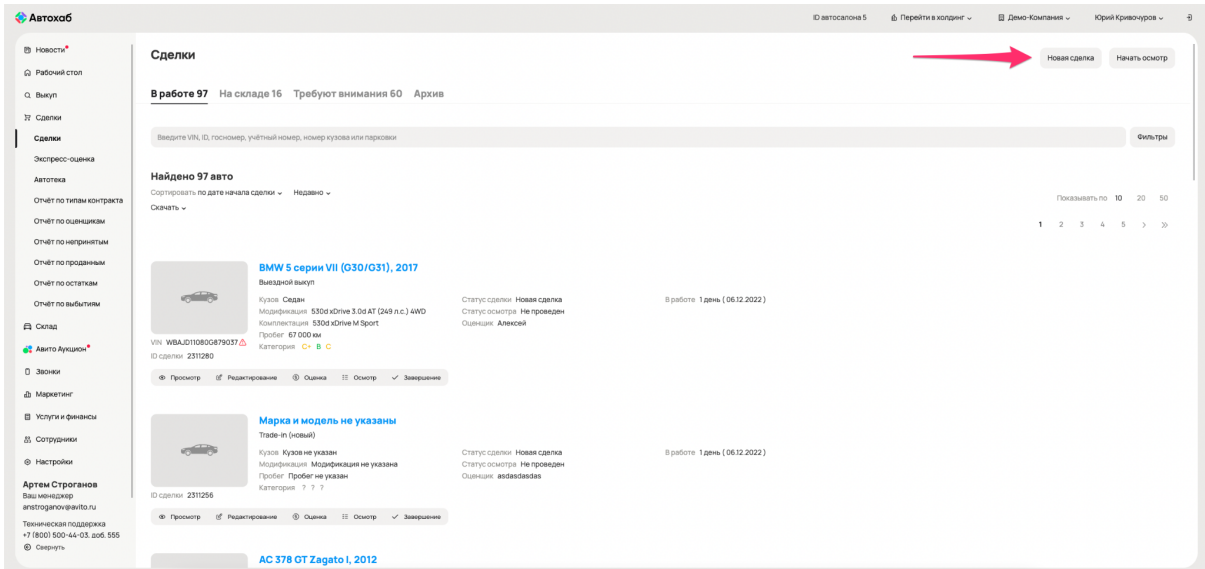 Автохаб
ID автосалона 5
Перейти в холдинг
Демо-Компания
Юрий Кривочуров
Новости
Рабочий стол
Выкуп
Сделки
Сделки
Экспресс-оценка
Автотека
Отчёт по типам контракта
Отчёт по оценщикам
Отчёт по непринятым
Отчёт по проданным
Отчёт по остаткам
Отчёт по выбытиям
Склад
Авито Аукцион
Звонки
Маркетинг
Услуги и финансы
Сотрудники
Настройки
Артем Строганов
Ваш менеджер
anstroganov@avito.ru
Техническая поддержка
+7 (800) 500-44-03, доб. 555
Свернуть
Сделки
Новая сделка
Начать осмотр
В работе 97 На складе 16 Требуют внимания 60 Архив
Введите VIN, ID, госномер, учётный номер, номер кузова или парковки
Фильтры
Найдено 97 авто
Сортировать по дате начала сделки Недавно
Скачать
Показывать по 10 20 50
1 2 3 4 5
BMW 5 серии VII (G30/G31), 2017
Выездной выкуп
Кузов Седан
Модификация 530d xDrive 3.0d AT (249 л.с.) 4WD
Комплектация 530d xDrive M Sport
Пробег 67 000 км
Категория C+ B C
Статус сделки Новая сделка
Статус осмотра Не проведен
Оценщик Алексей
В работе 1 день ( 06.12.2022 )
VIN WBAJD11080G879037
ID сделки 2311280
Просмотр Редактирование Оценка Осмотр Завершение
Марка и модель не указаны
Trade-in (новый)
Кузов Кузов не указан
Модификация Модификация не указана
Пробег Пробег не указан
Категория ? ? ?
Статус сделки Новая сделка
Статус осмотра Не проведен
Оценщик asdasdasdas
В работе 1 день ( 06.12.2022 )
ID сделки 2311256
Просмотр Редактирование Оценка Осмотр Завершение
AC 378 GT Zagato I, 2012